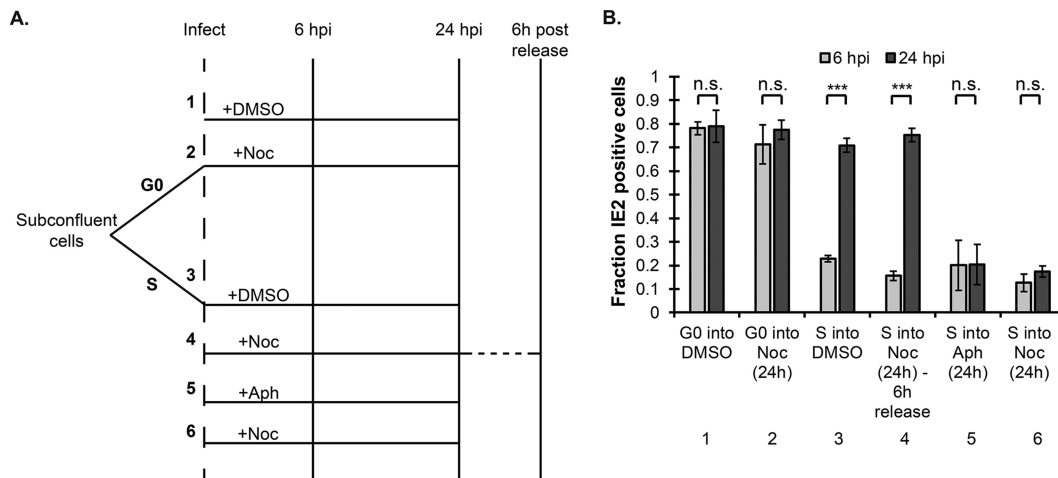 A.
Infect
6 hpi
24 hpi
6h post
release
1
+DMSO
2
+Noc
G0
Subconfluent
cells
S
3
+DMSO
4
+Noc
5
+Aph
6
+Noc
B.
6 hpi
24 hpi
n.s.
n.s.
***
***
n.s.
n.s.
Fraction IE2 positive cells
1
0.9
0.8
0.7
0.6
0.5
0.4
0.3
0.2
0.1
0
G0 into
DMSO
G0 into
Noc
(24h)
S into
DMSO
S into
Noc
(24h) -
6h
release
S into
Aph
(24h)
S into
Noc
(24h)
1
2
3
4
5
6